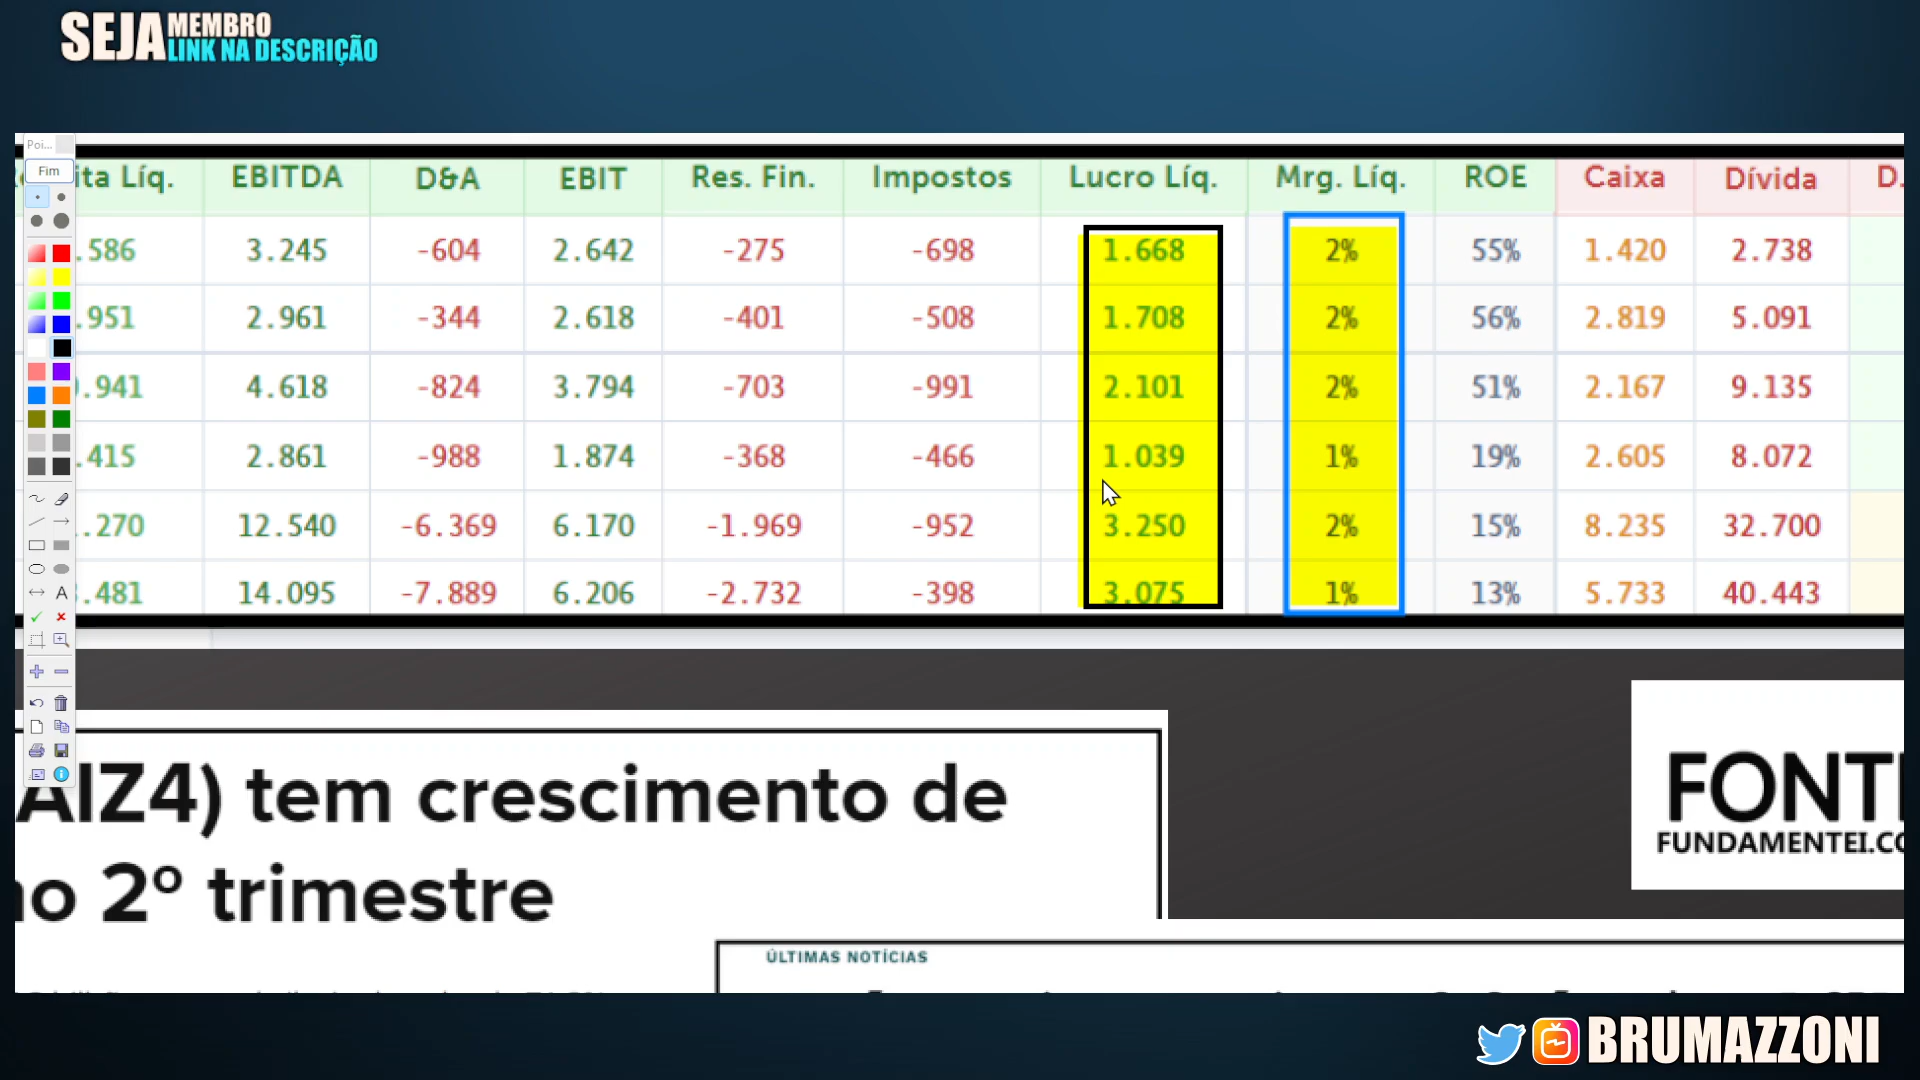 SEJA MEMBRO
LINK NA DESCRIÇÃO
Poi...
Fim
ita Líq. EBITDA D&A EBIT Res. Fin. Impostos Lucro Líq. Mrg. Líq. ROE Caixa Dívida D.
.586 3.245 -604 2.642 -275 -698 1.668 2% 55% 1.420 2.738
.951 2.961 -344 2.618 -401 -508 1.708 2% 56% 2.819 5.091
.941 4.618 -824 3.794 -703 -991 2.101 2% 51% 2.167 9.135
.415 2.861 -988 1.874 -368 -466 1.039 1% 19% 2.605 8.072
.270 12.540 -6.369 6.170 -1.969 -952 3.250 2% 15% 8.235 32.700
.481 14.095 -7.889 6.206 -2.732 -398 3.075 1% 13% 5.733 40.443
A
AIZ4) tem crescimento de
no 2º trimestre
FONTE
FUNDAMENTEI.CO
ÚLTIMAS NOTÍCIAS
BRUMAZZONI